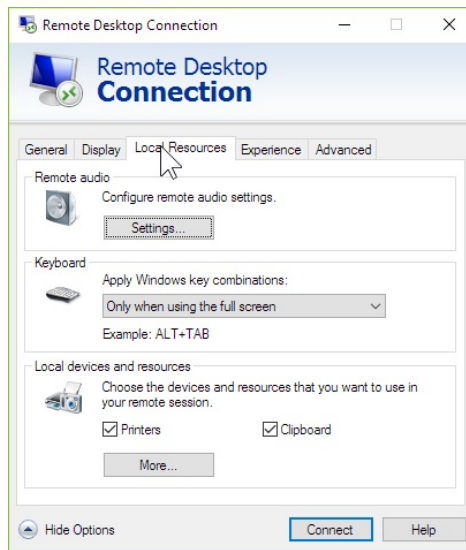 Remote Desktop Connection
Remote Desktop
Connection
General Display Local Resources Experience Advanced
Remote audio
Configure remote audio settings.
Settings...
Keyboard
Apply Windows key combinations:
Only when using the full screen
Example: ALT+TAB
Local devices and resources
Choose the devices and resources that you want to use in
your remote session.
Printers Clipboard
More...
Hide Options Connect Help